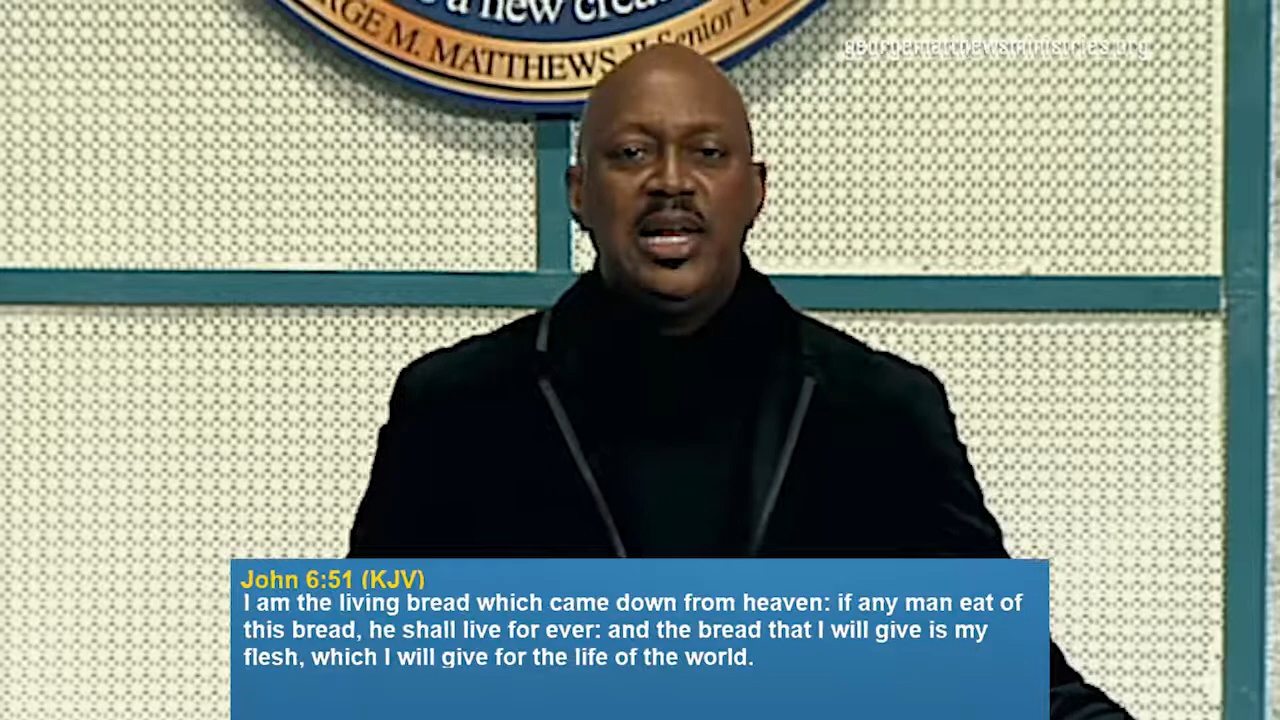 a new crea
RGE M. MATTHEWS, II Senior
georgematthewsministries.org
John 6:51 (KJV)
I am the living bread which came down from heaven: if any man eat of
this bread, he shall live for ever: and the bread that I will give is my
flesh, which I will give for the life of the world.